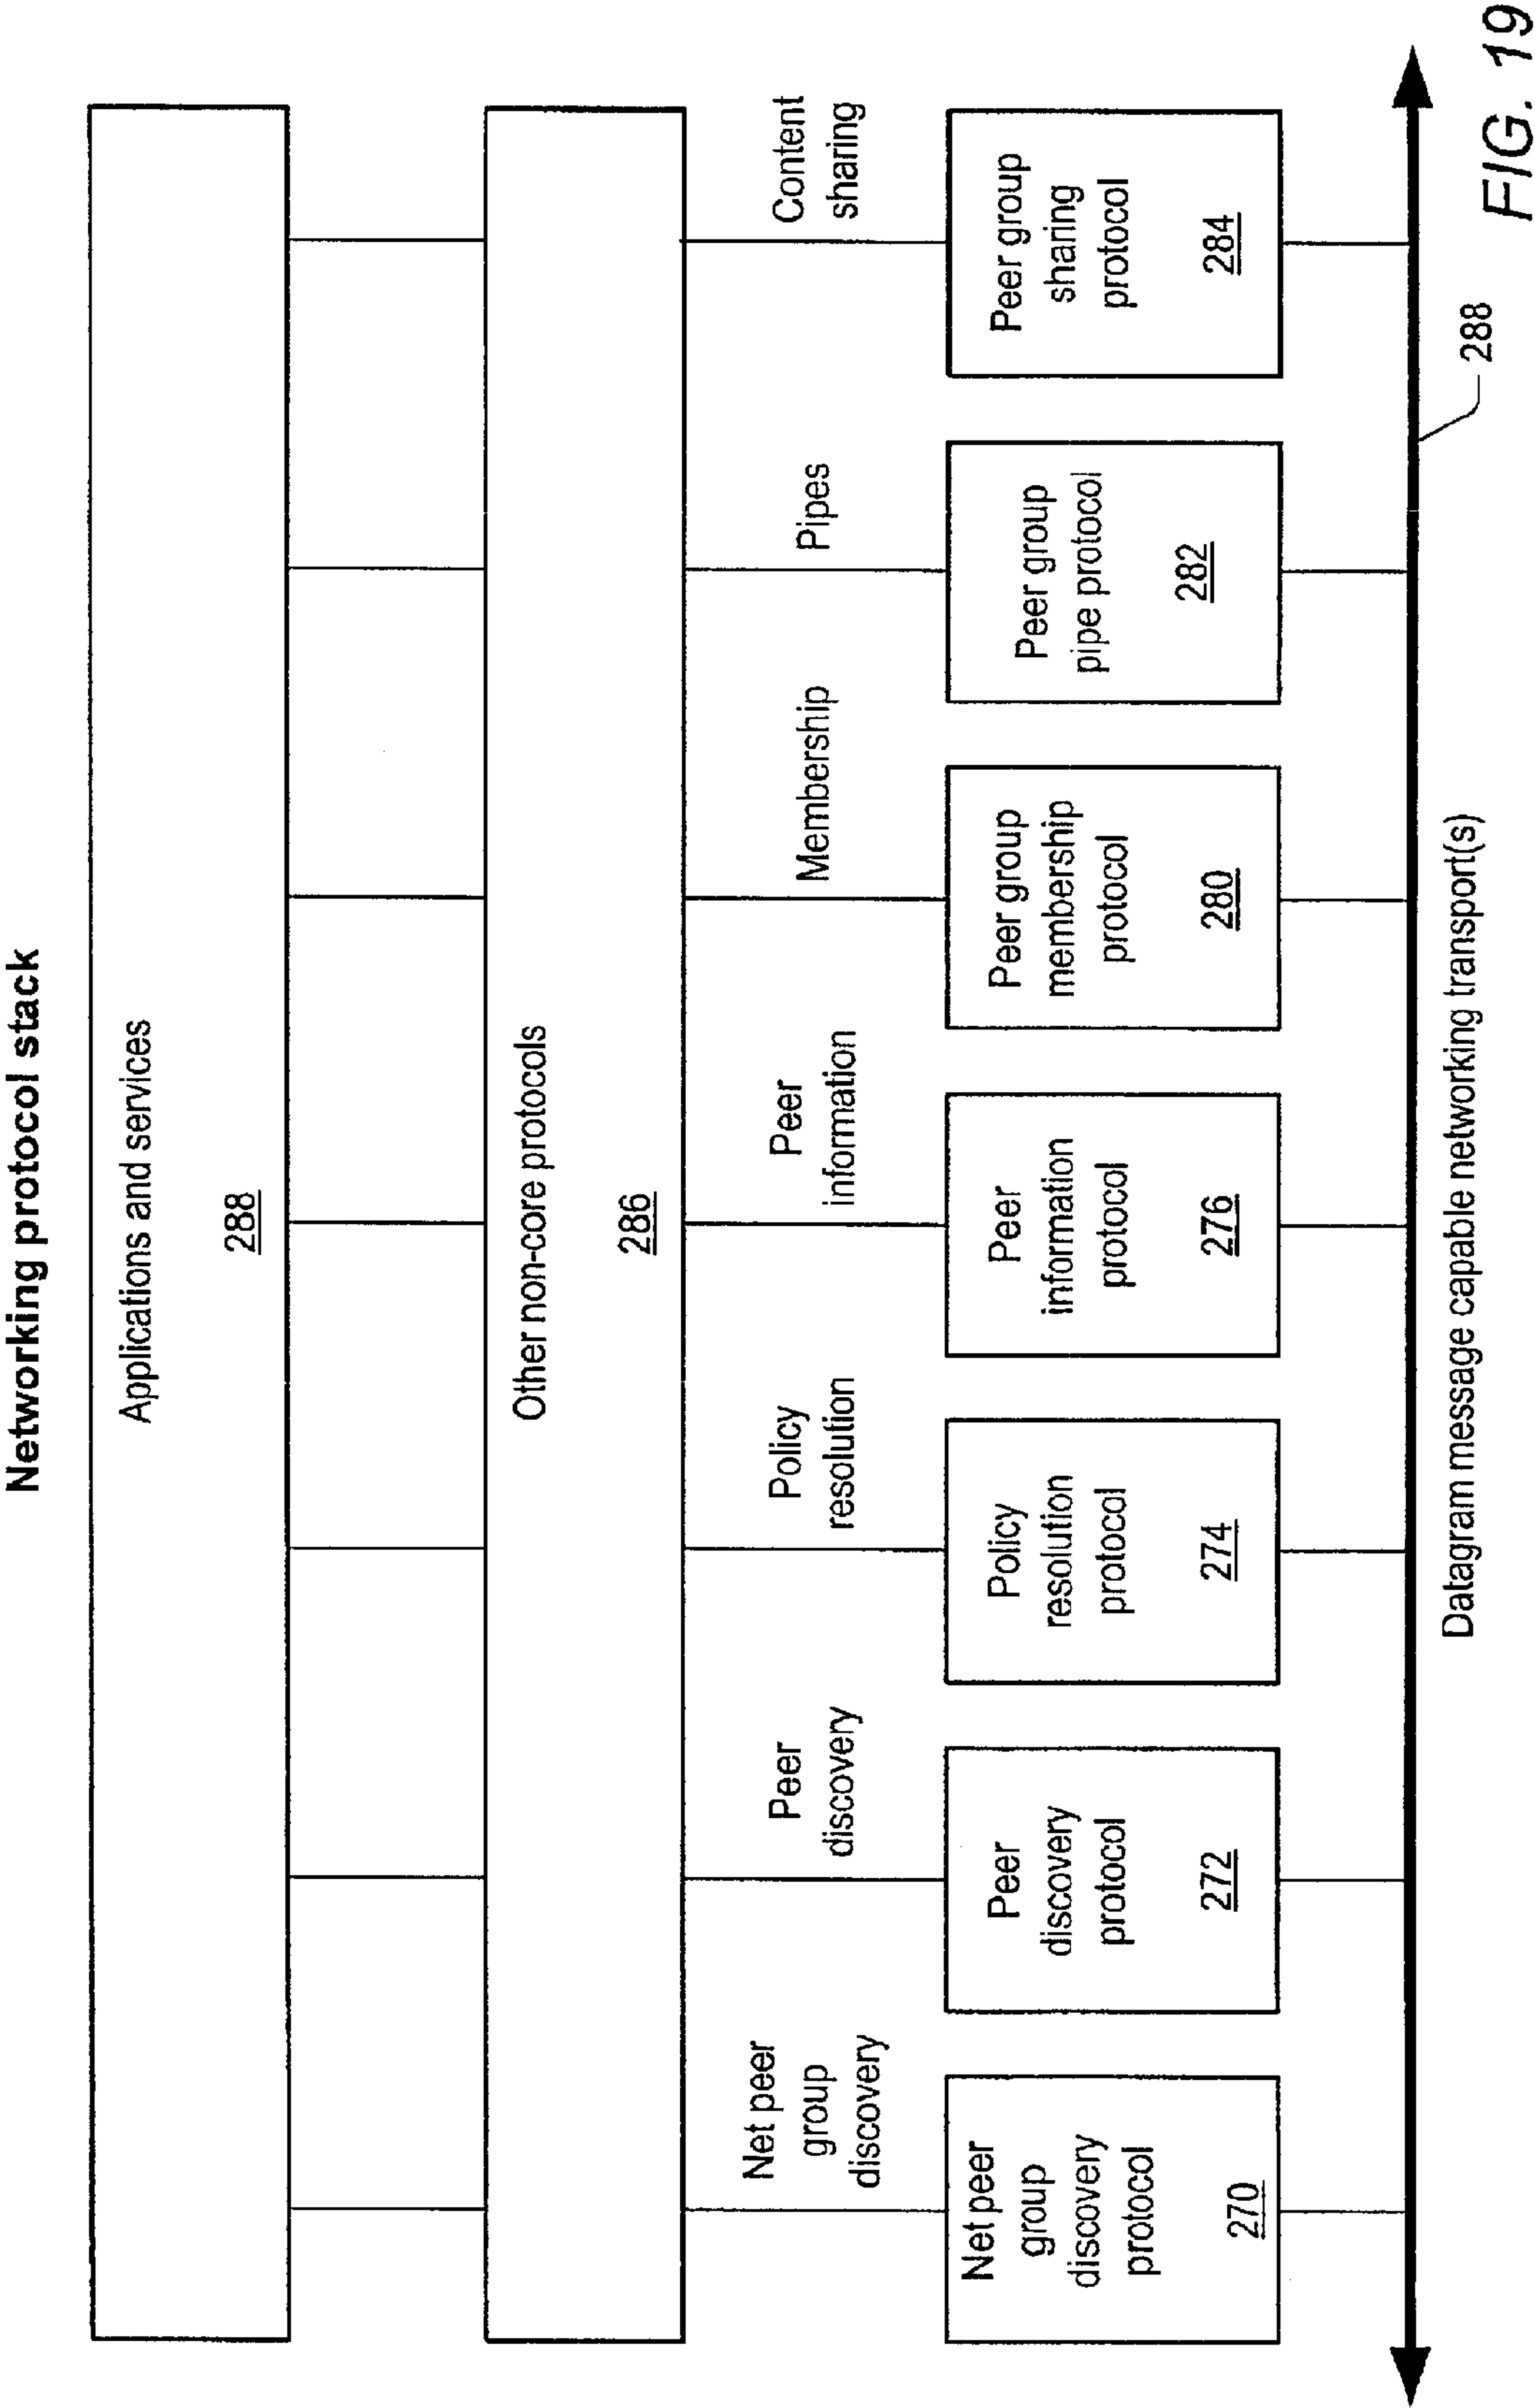 Networking protocol stack
Applications and services
288
Other non-core protocols
286
Net peer
group
discovery
Peer
discovery
Policy
resolution
Peer
information
Membership
Pipes
Content
sharing
Net peer
group
discovery
protocol
270
Peer
discovery
protocol
272
Policy
resolution
protocol
274
Peer
information
protocol
276
Peer group
membership
protocol
280
Peer group
pipe protocol
282
Peer group
sharing
protocol
284
288
Datagram message capable networking transport(s)
FIG. 19